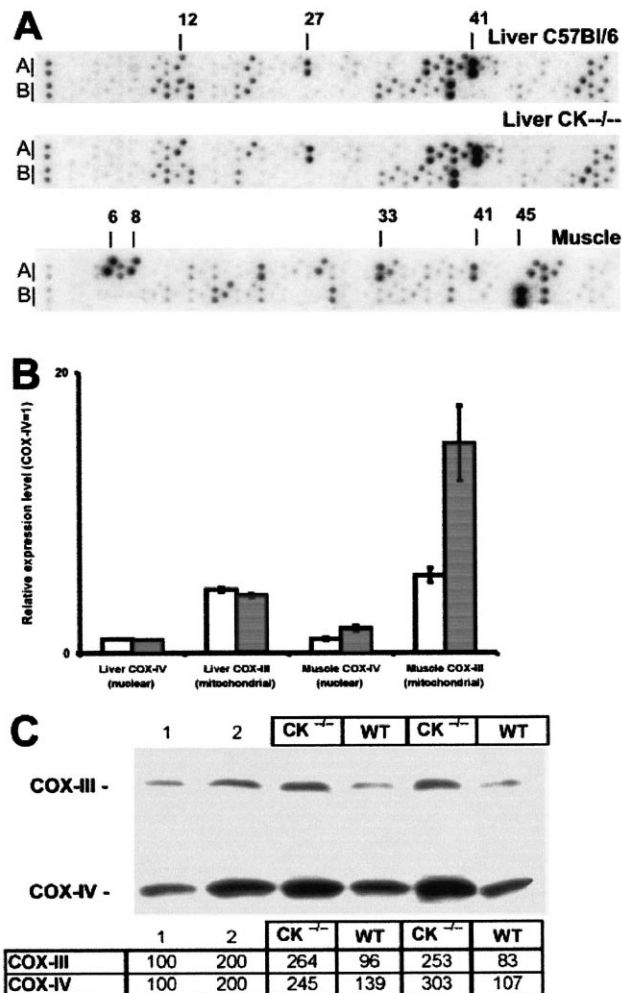 A
12 27 41
Liver C57Bl/6
A|
B|
Liver CK--/--
A|
B|
6 8 33 41 45
Muscle
A|
B|
B
20
Relative expression level (COX-IV=1)
0
Liver COX-IV (nuclear)
Liver COX-III (mitochondrial)
Muscle COX-IV (nuclear)
Muscle COX-III (mitochondrial)
C
1 2 CK --/-- WT CK --/-- WT
COX-III -
COX-IV -
1 2 CK --/-- WT CK --/-- WT
COX-III 100 200 264 96 253 83
COX-IV 100 200 245 139 303 107